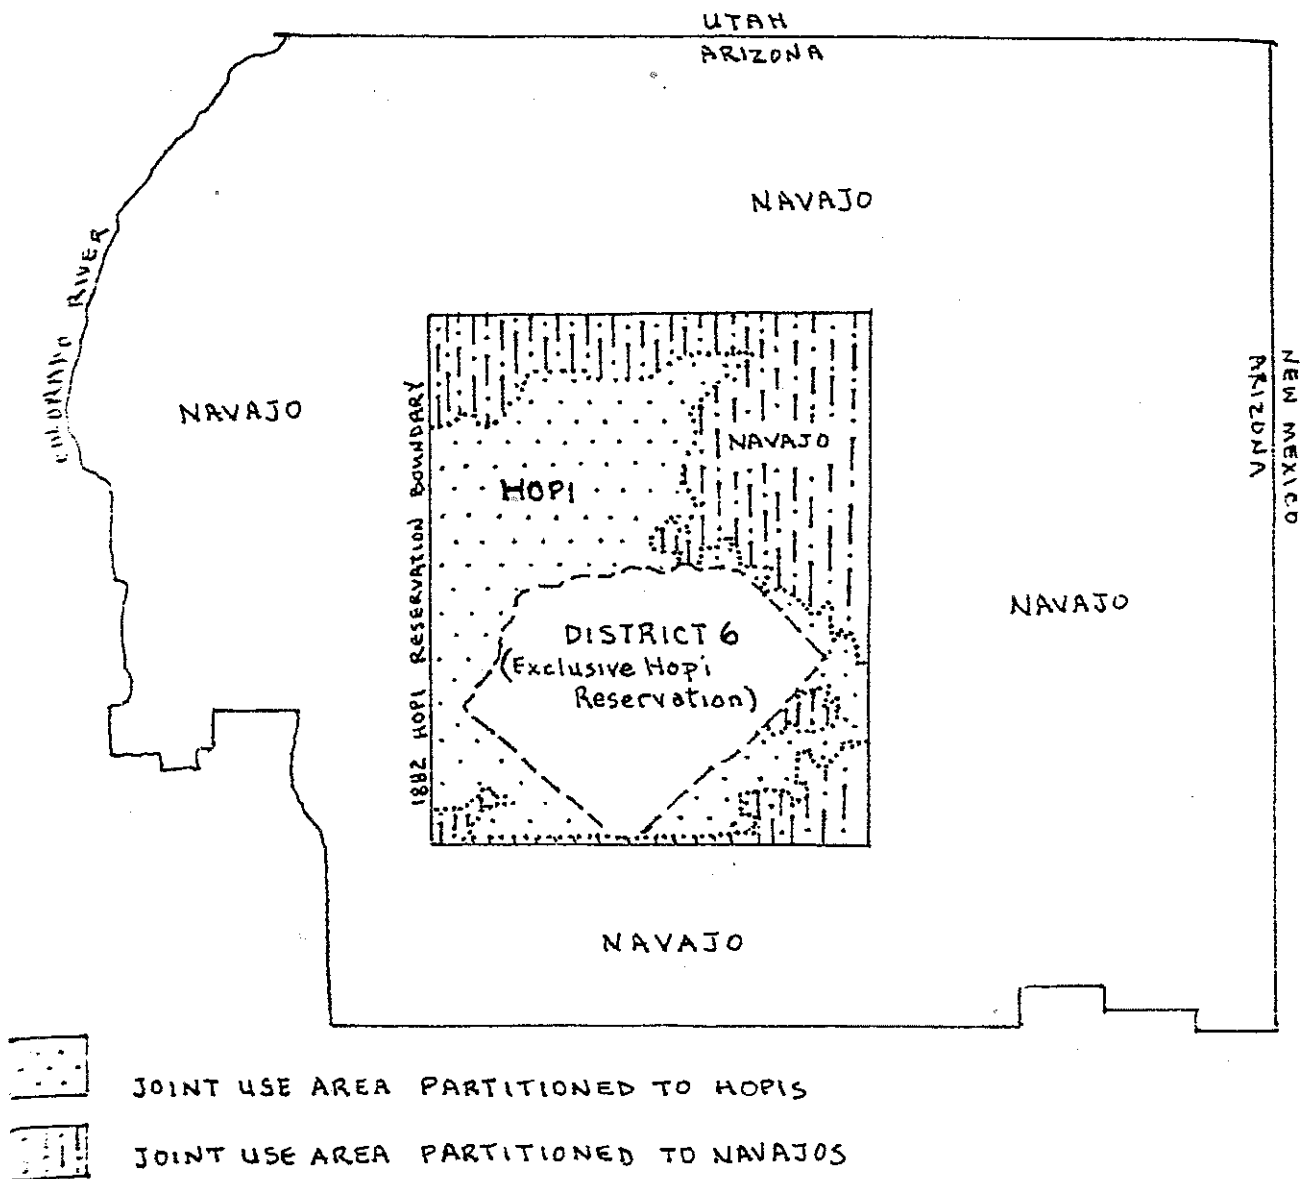 UTAH
ARIZONA
NAVAJO
COLORADO RIVER
NAVAJO
1882 HOPI RESERVATION BOUNDARY
NAVAJO
HOPI
NEW MEXICO
ARIZONA
NAVAJO
DISTRICT 6
(Exclusive Hopi
Reservation)
NAVAJO
JOINT USE AREA PARTITIONED TO HOPIS
JOINT USE AREA PARTITIONED TO NAVAJOS